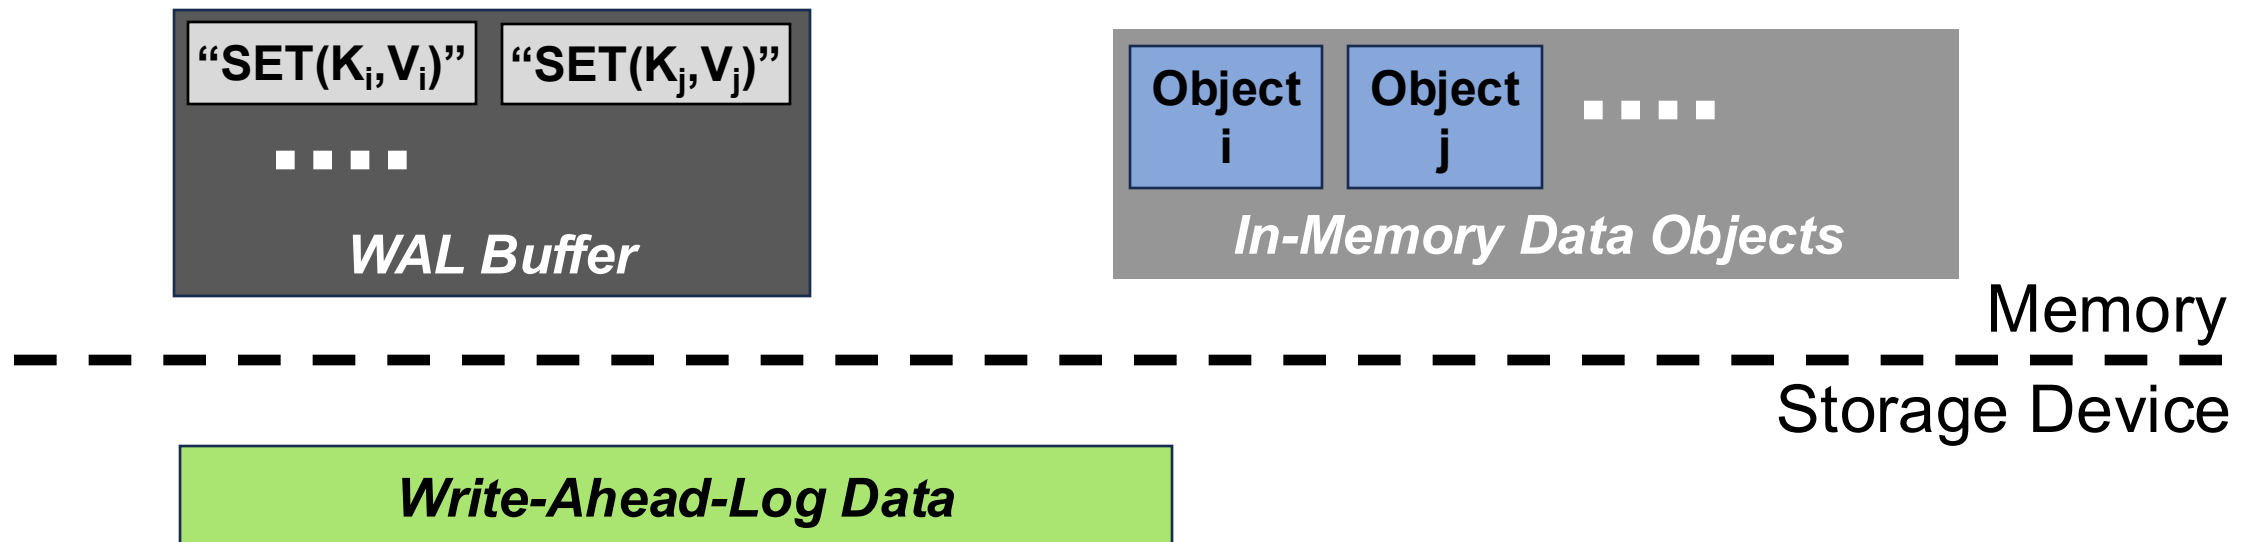 “SET(Kᵢ,Vᵢ)” “SET(Kⱼ,Vⱼ)”
WAL Buffer
Object
i
Object
j
In-Memory Data Objects
Memory
Storage Device
Write-Ahead-Log Data